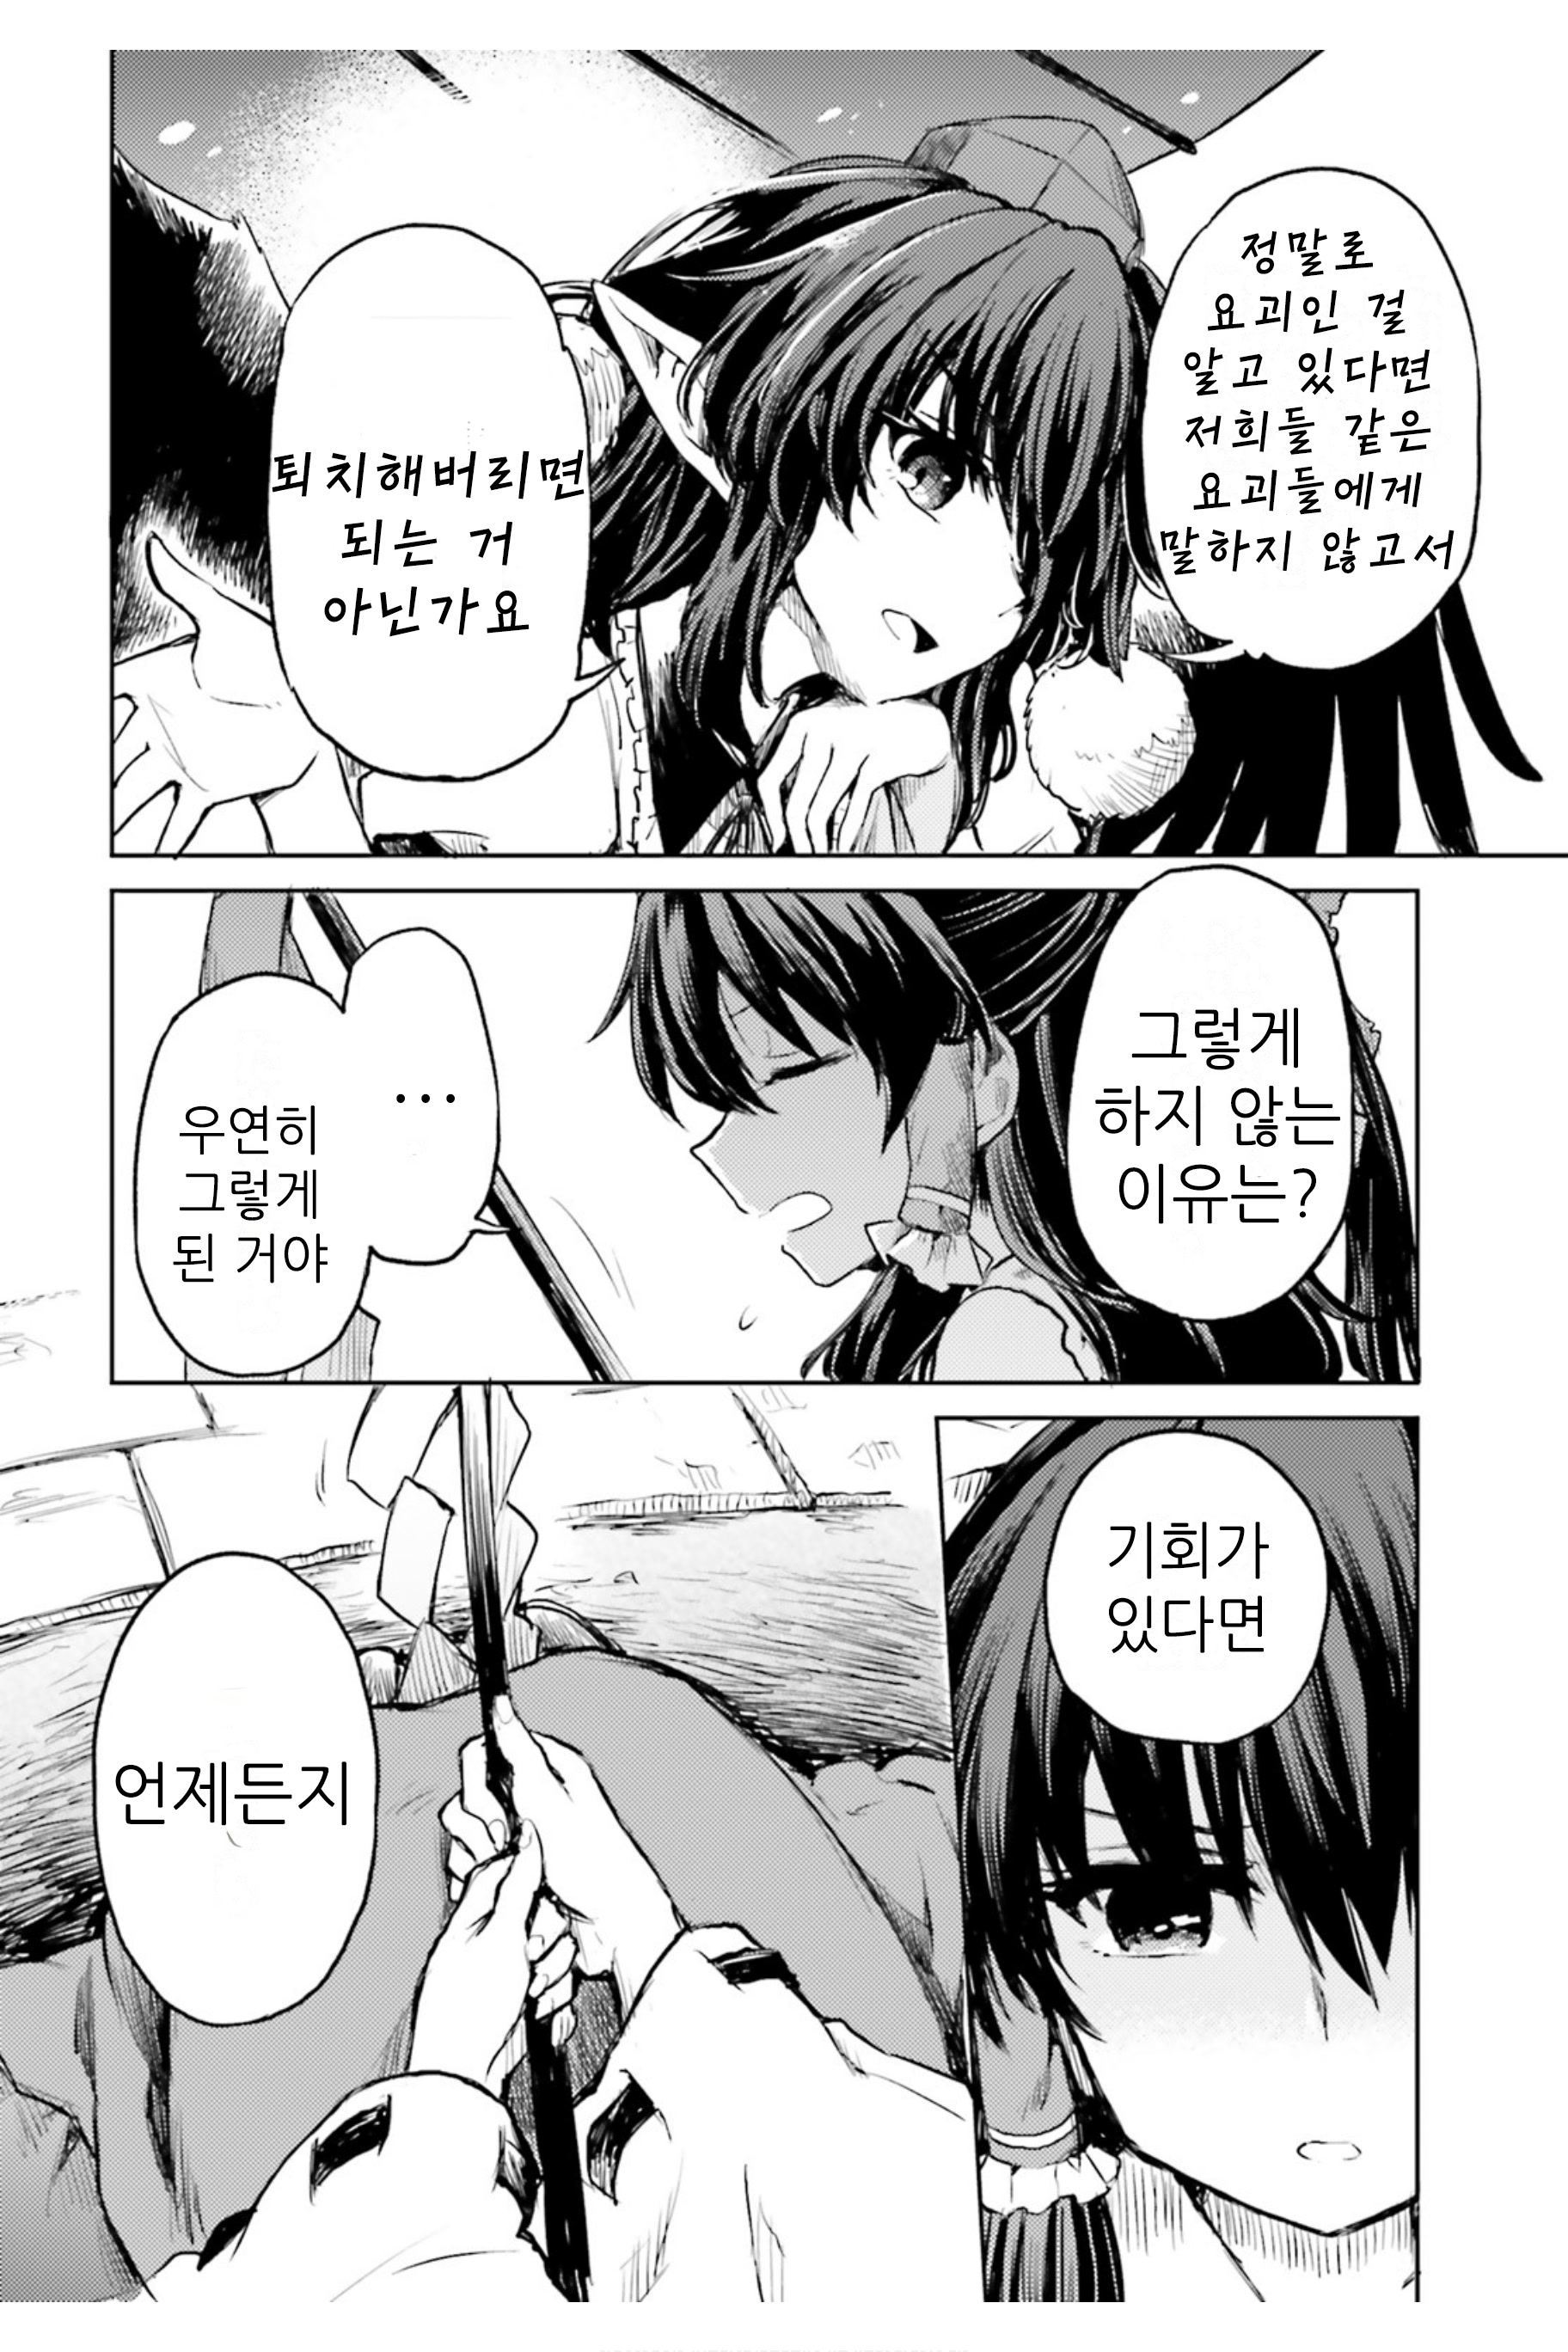 정말로
요괴인 걸
알고 있다면
저희들 같은
요괴들에게
말하지 않고서
퇴치해버리면
되는 거
아닌가요
그렇게
하지 않는
이유는?
...
우연히
그렇게
된 거야
기회가
있다면
언제든지